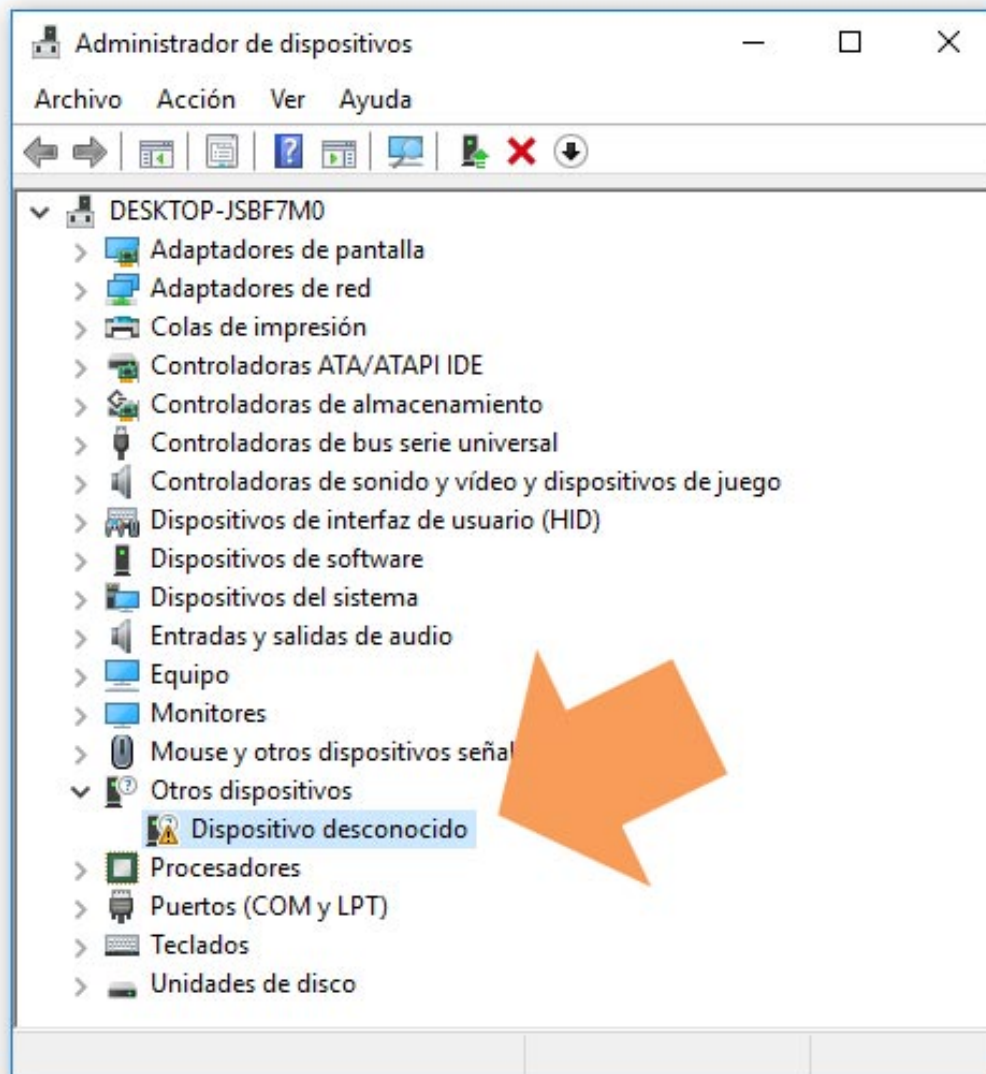 Administrador de dispositivos
Archivo Acción Ver Ayuda
DESKTOP-JSBF7M0
Adaptadores de pantalla
Adaptadores de red
Colas de impresión
Controladoras ATA/ATAPI IDE
Controladoras de almacenamiento
Controladoras de bus serie universal
Controladoras de sonido y vídeo y dispositivos de juego
Dispositivos de interfaz de usuario (HID)
Dispositivos de software
Dispositivos del sistema
Entradas y salidas de audio
Equipo
Monitores
Mouse y otros dispositivos señal
Otros dispositivos
Dispositivo desconocido
Procesadores
Puertos (COM y LPT)
Teclados
Unidades de disco